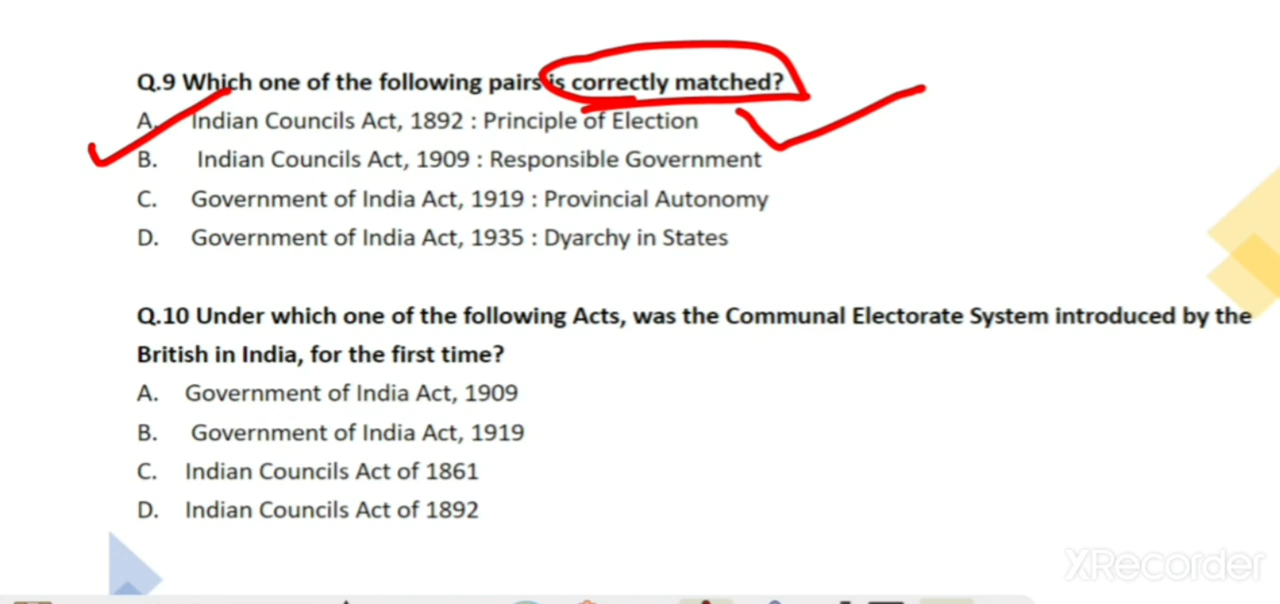 Q.9 Which one of the following pairs is correctly matched?
A. Indian Councils Act, 1892 : Principle of Election
B. Indian Councils Act, 1909 : Responsible Government
C. Government of India Act, 1919 : Provincial Autonomy
D. Government of India Act, 1935 : Dyarchy in States
Q.10 Under which one of the following Acts, was the Communal Electorate System introduced by the
British in India, for the first time?
A. Government of India Act, 1909
B. Government of India Act, 1919
C. Indian Councils Act of 1861
D. Indian Councils Act of 1892
XRecorder